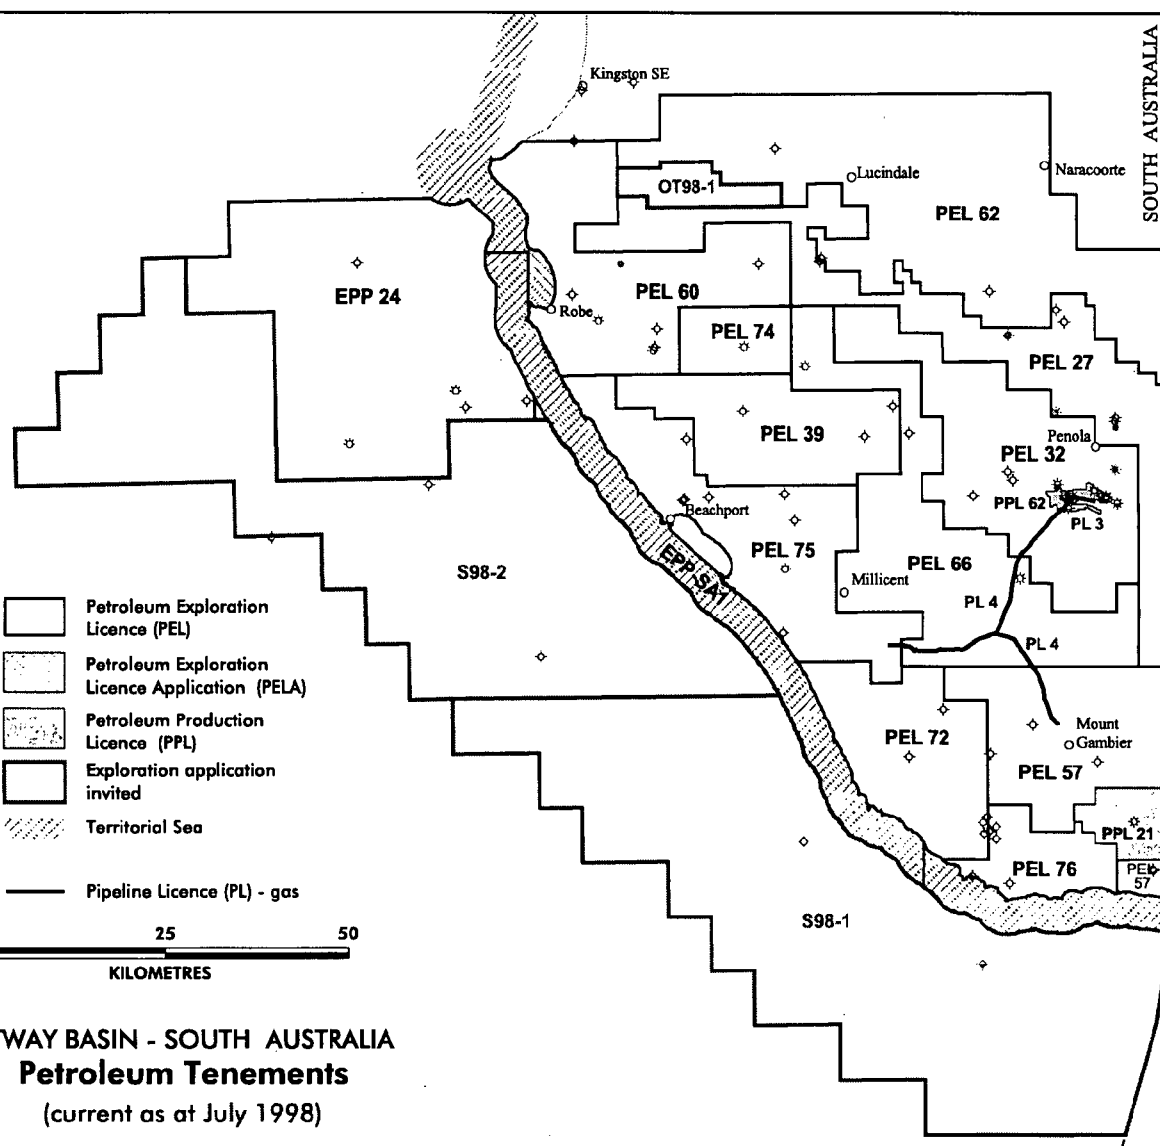 SOUTH AUSTRALIA
Kingston SE
Naracoorte
Lucindale
OT98-1
PEL 62
EPP 24
PEL 60
Robe
PEL 74
PEL 27
PEL 39
Penola
PEL 32
PPL 62
PL 3
Beachport
PEL 75
EPP SA1
PEL 66
S98-2
Millicent
PL 4
PL 4
Petroleum Exploration
Licence (PEL)
Petroleum Exploration
Licence Application (PELA)
Petroleum Production
Licence (PPL)
Exploration application
invited
Territorial Sea
Pipeline Licence (PL) - gas
Mount
Gambier
PEL 72
PEL 57
PPL 21
PEL 76
PEL
57
S98-1
25 50
KILOMETRES
WAY BASIN - SOUTH AUSTRALIA
Petroleum Tenements
(current as at July 1998)